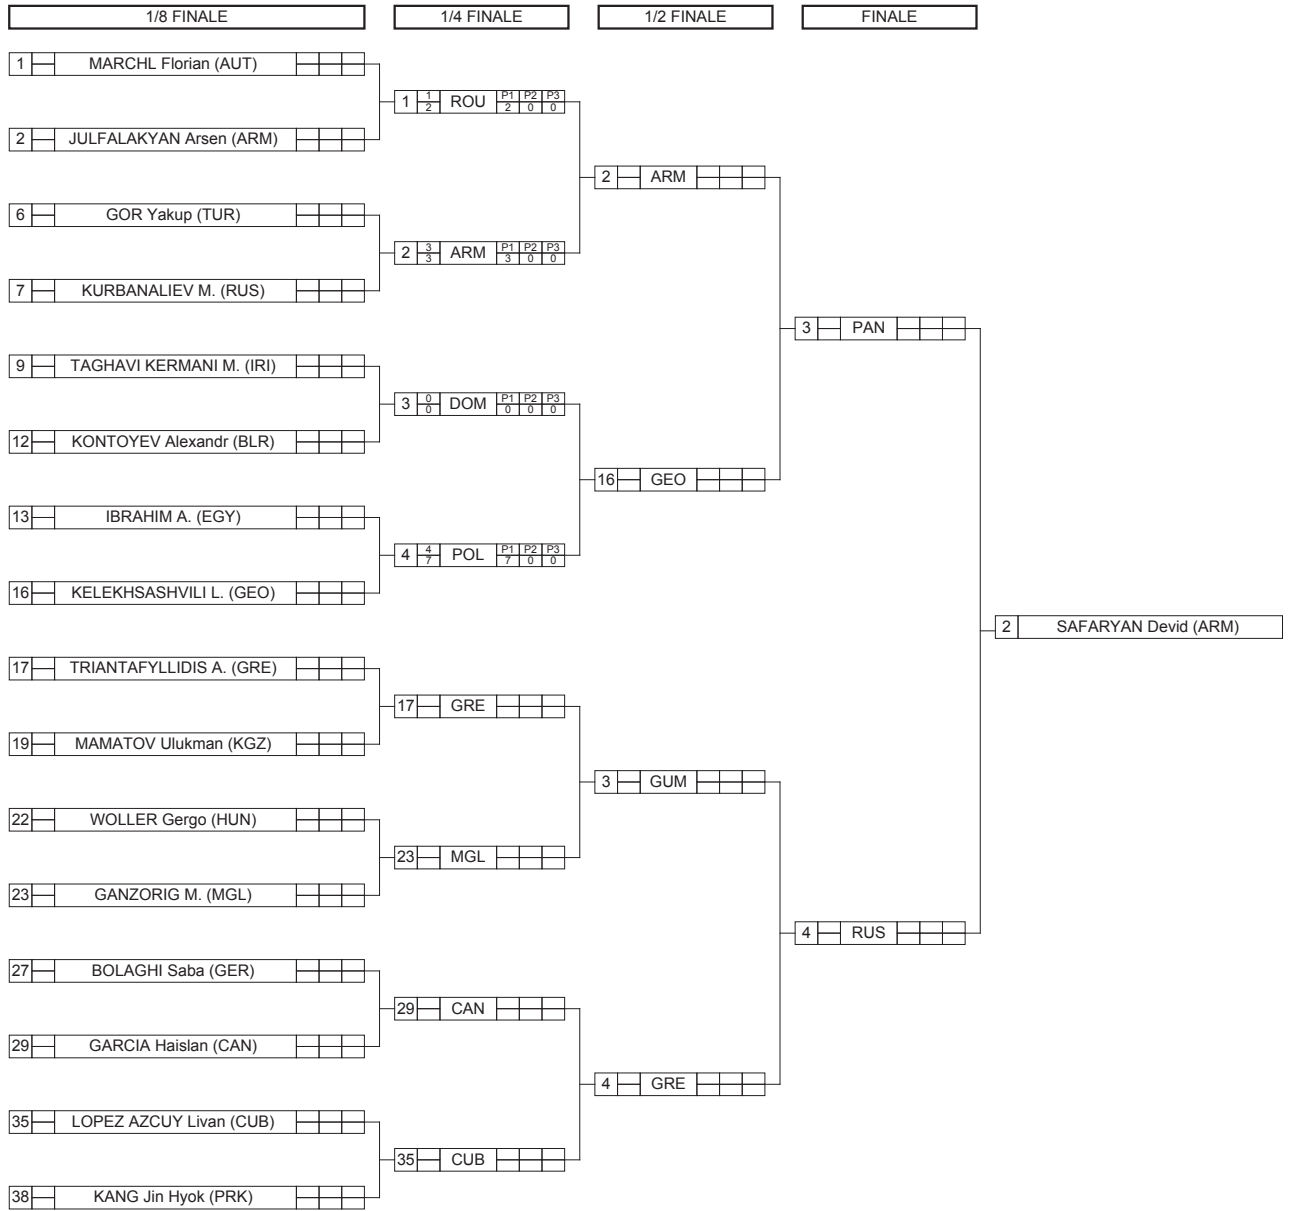 1/8 FINALE 1/4 FINALE 1/2 FINALE FINALE
1 MARCHL Florian (AUT)
1 1 2 ROU P1 P2 P3 2 0 0
2 JULFALAKYAN Arsen (ARM)
2 ARM
6 GOR Yakup (TUR)
2 3 3 ARM P1 P2 P3 3 0 0
7 KURBANALIEV M. (RUS)
3 PAN
9 TAGHAVI KERMANI M. (IRI)
3 0 0 DOM P1 P2 P3 0 0 0
12 KONTOYEV Alexandr (BLR)
16 GEO
13 IBRAHIM A. (EGY)
4 4 7 POL P1 P2 P3 7 0 0
16 KELEKHSASHVILI L. (GEO)
2 SAFARYAN Devid (ARM)
17 TRIANTAFYLLIDIS A. (GRE)
17 GRE
19 MAMATOV Ulukman (KGZ)
3 GUM
22 WOLLER Gergo (HUN)
23 MGL
23 GANZORIG M. (MGL)
4 RUS
27 BOLAGHI Saba (GER)
29 CAN
29 GARCIA Haislan (CAN)
4 GRE
35 LOPEZ AZCUY Livan (CUB)
35 CUB
38 KANG Jin Hyok (PRK)